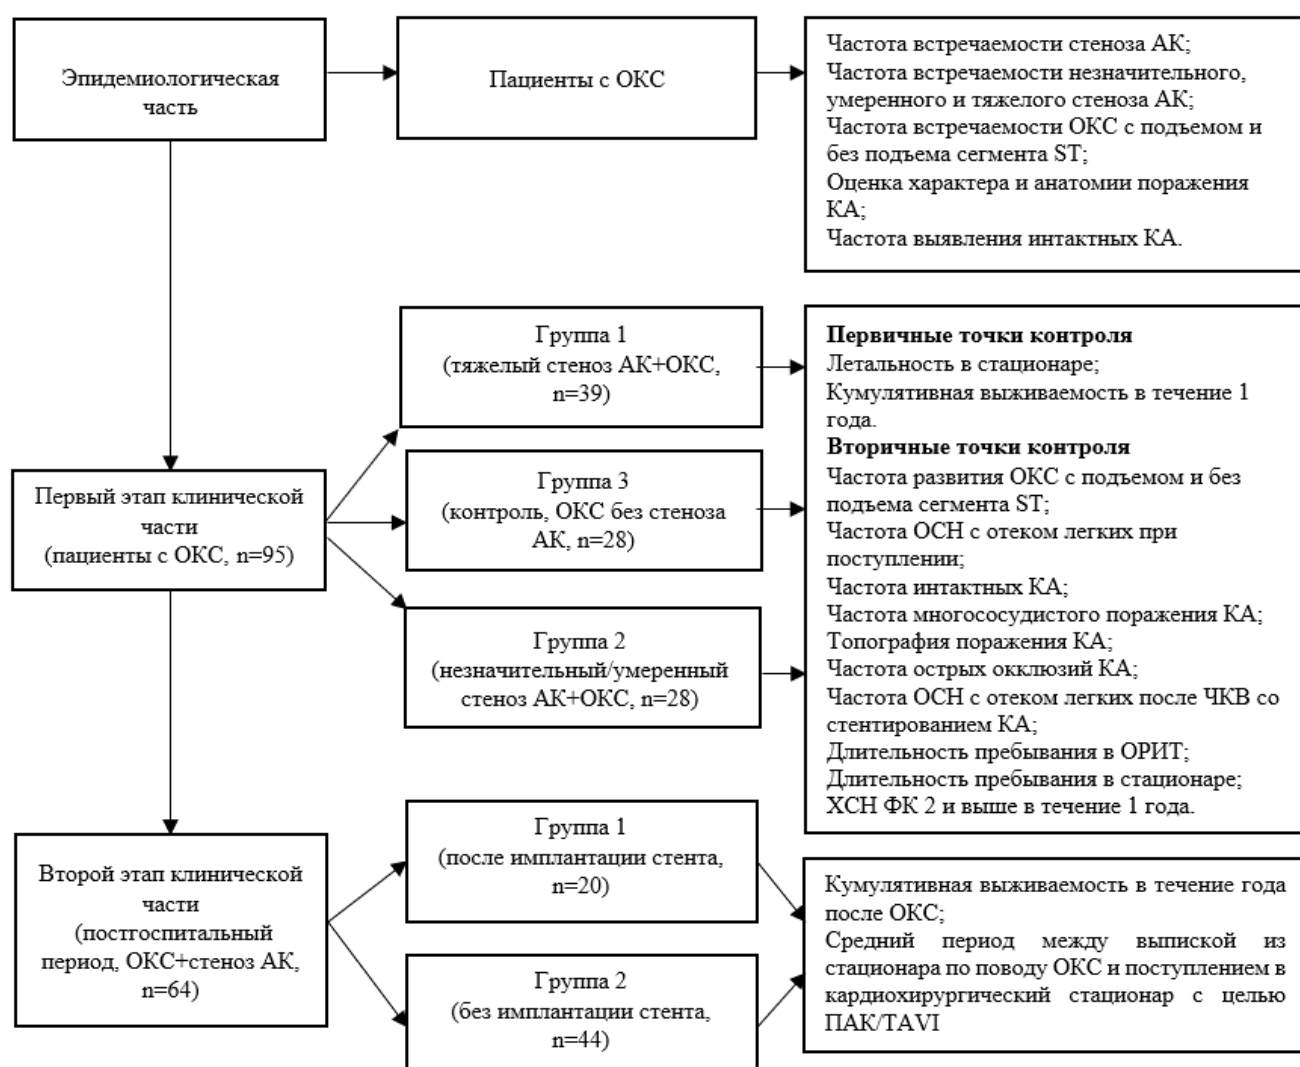 Эпидемиологическая
часть
Пациенты с ОКС
Частота встречаемости стеноза АК;
Частота встречаемости незначительного,
умеренного и тяжелого стеноза АК;
Частота встречаемости ОКС с подъемом и
без подъема сегмента ST;
Оценка характера и анатомии поражения
КА;
Частота выявления интактных КА.
Первый этап клинической
части
(пациенты с ОКС, n=95)
Группа 1
(тяжелый стеноз АК+ОКС,
n=39)
Группа 3
(контроль, ОКС без стеноза
АК, n=28)
Группа 2
(незначительный/умеренный
стеноз АК+ОКС, n=28)
Первичные точки контроля
Летальность в стационаре;
Кумулятивная выживаемость в течение 1
года.
Вторичные точки контроля
Частота развития ОКС с подъемом и без
подъема сегмента ST;
Частота ОСН с отеком легких при
поступлении;
Частота интактных КА;
Частота многососудистого поражения КА;
Топография поражения КА;
Частота острых окклюзий КА;
Частота ОСН с отеком легких после ЧКВ со
стентированием КА;
Длительность пребывания в ОРИТ;
Длительность пребывания в стационаре;
ХСН ФК 2 и выше в течение 1 года.
Второй этап клинической
части
(постгоспитальный
период, ОКС+стеноз АК,
n=64)
Группа 1
(после имплантации стента,
n=20)
Группа 2
(без имплантации стента,
n=44)
Кумулятивная выживаемость в течение года
после ОКС;
Средний период между выпиской из
стационара по поводу ОКС и поступлением в
кардиохирургический стационар с целью
ПАК/TAVI